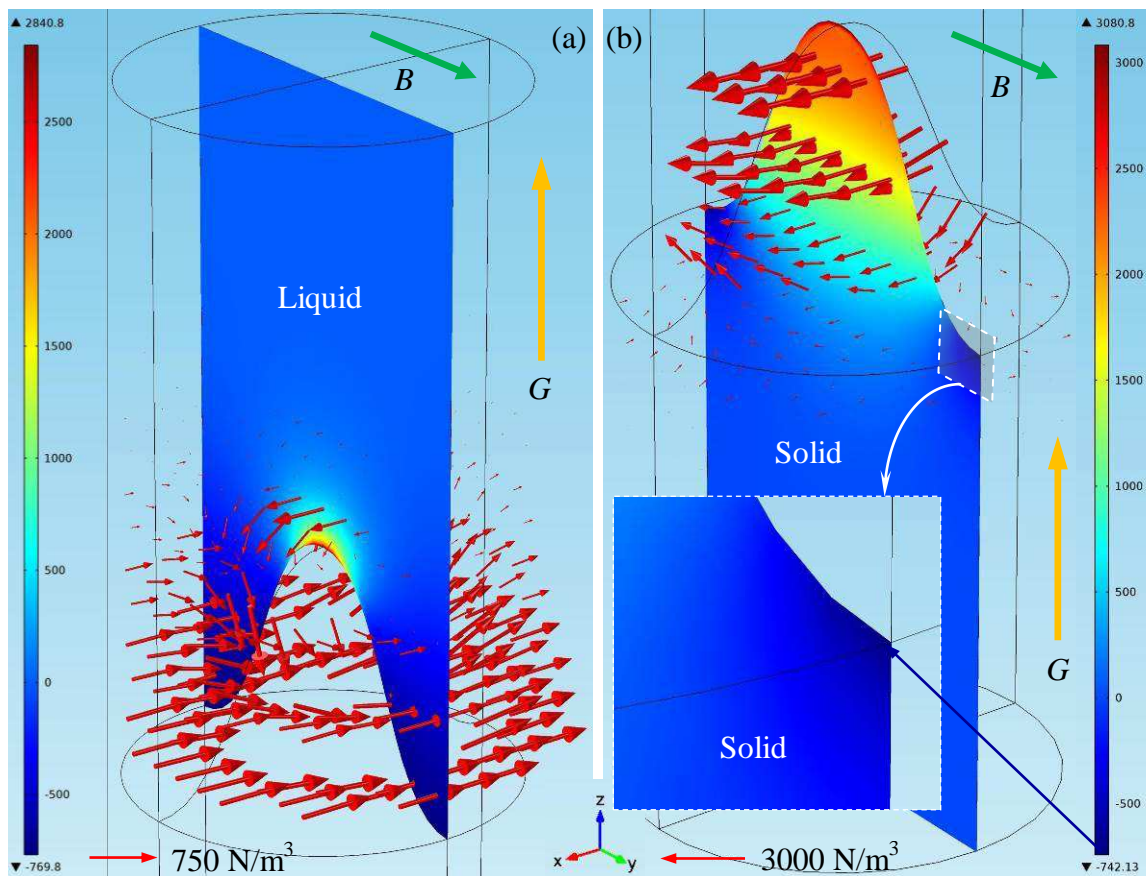 ▲ 2840.8
2500
2000
1500
1000
500
0
-500
▼ -769.8
(a)
B
Liquid
G
750 N/m³
(b)
B
▲ 3080.8
3000
2500
2000
1500
1000
500
0
-500
▼ -742.13
Solid
G
Solid
z
x
y
3000 N/m³